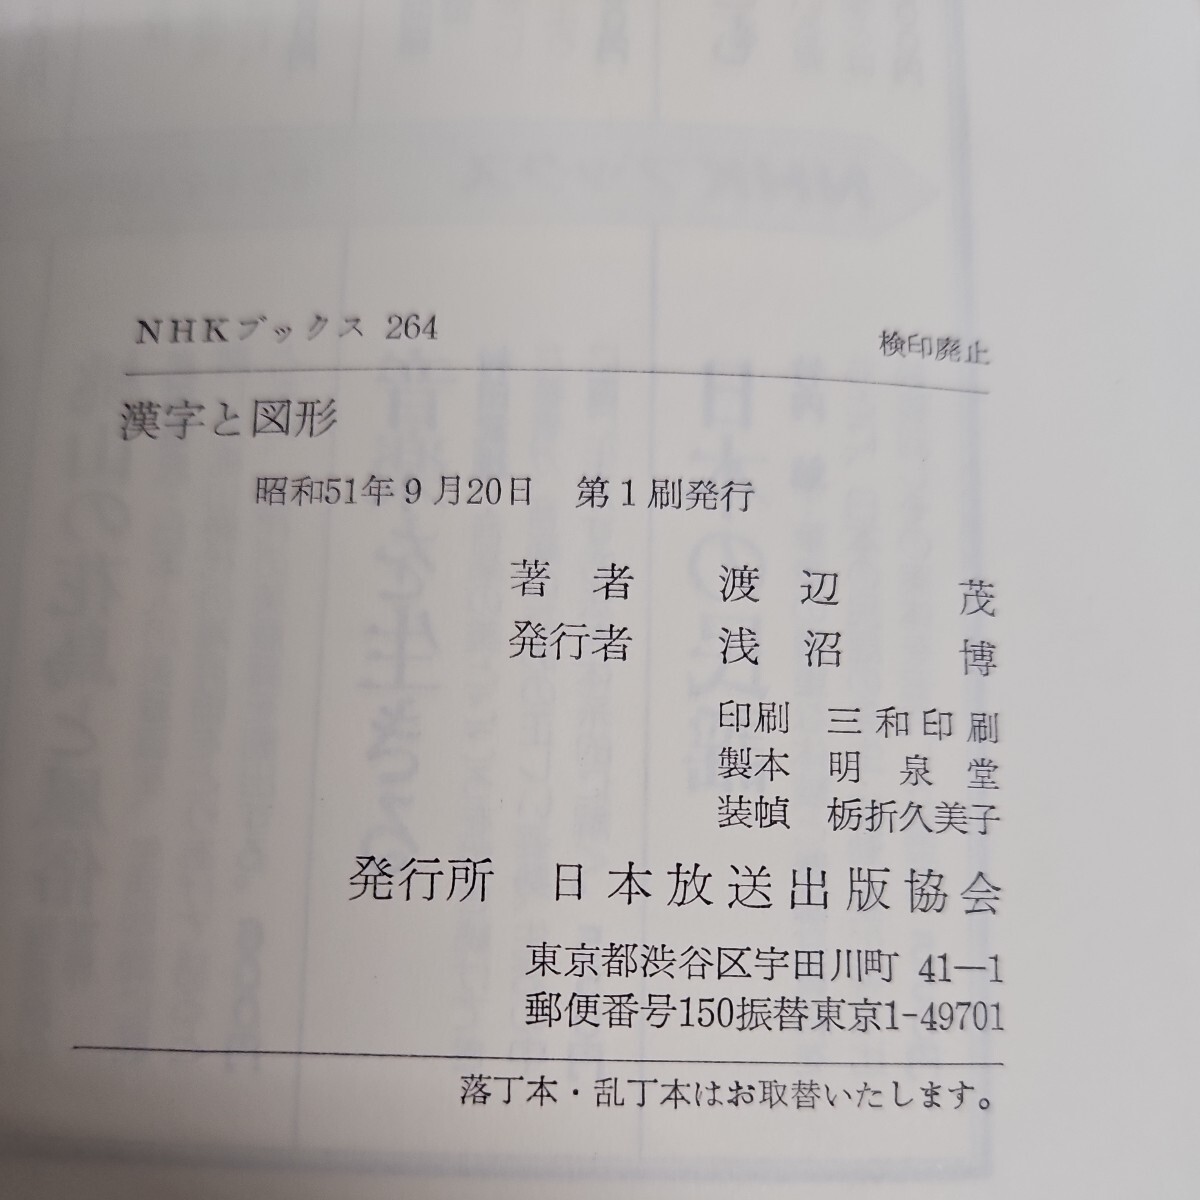 NHKブックス 264
検印廃止
漢字と図形
昭和51年9月20日 第1刷発行
著者 渡辺 茂
発行者 浅沼 博
印刷 三和印刷
製本 明泉堂
装幀 栃折久美子
発行所 日本放送出版協会
東京都渋谷区宇田川町 41―1
郵便番号150振替東京1-49701
落丁本・乱丁本はお取替いたします。